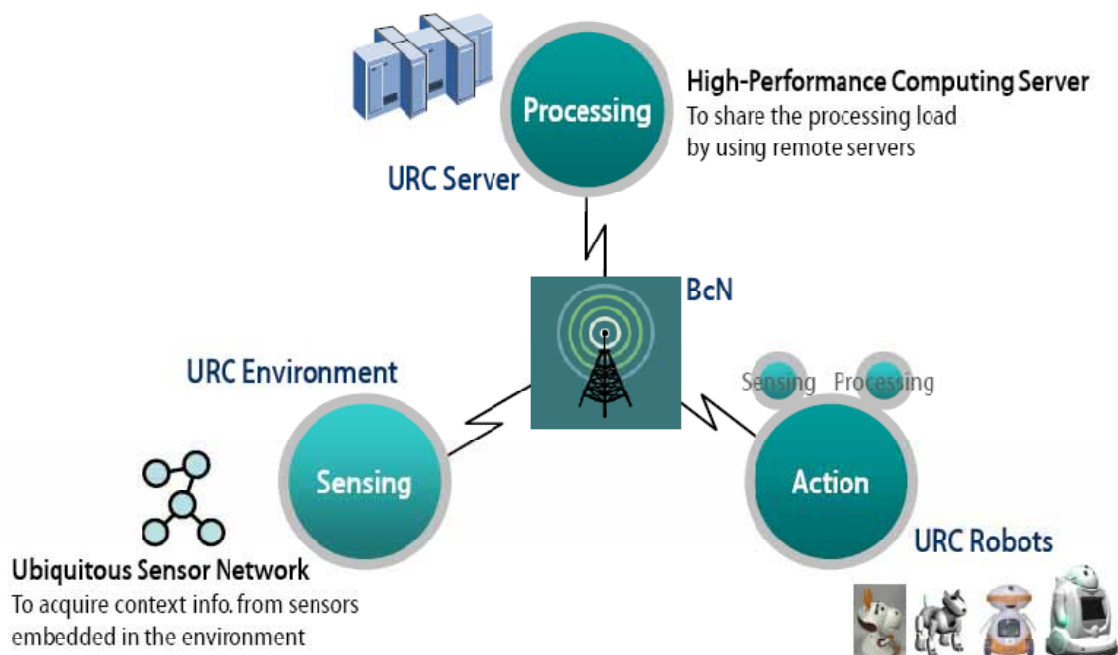 Processing
High-Performance Computing Server
To share the processing load
by using remote servers
URC Server
BcN
URC Environment
Sensing Processing
Sensing
Action
URC Robots
Ubiquitous Sensor Network
To acquire context info. from sensors
embedded in the environment